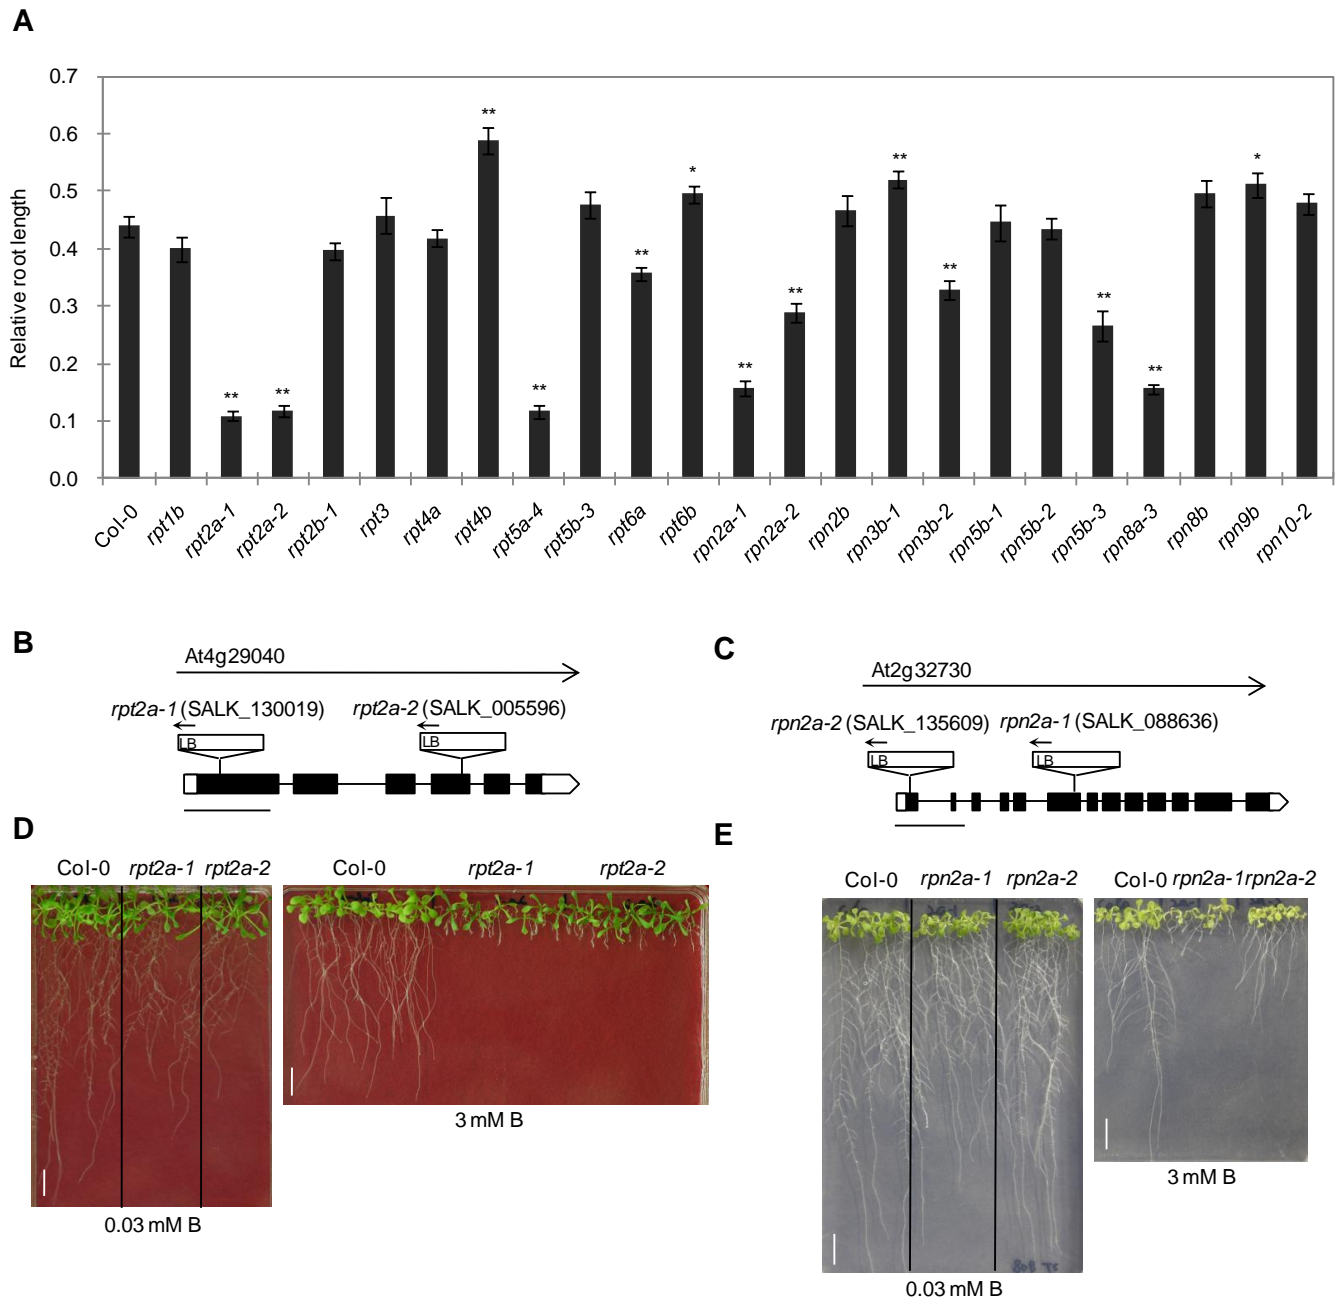 A
0.7
0.6
0.5
0.4
0.3
0.2
0.1
0.0
Relative root length
** ** ** ** ** * ** ** ** ** ** ** *
Col-0 rpt1b rpt2a-1 rpt2a-2 rpt2b-1 rpt3 rpt4a rpt4b rpt5a-4 rpt5b-3 rpt6a rpt6b rpn2a-1 rpn2a-2 rpn2b rpn3b-1 rpn3b-2 rpn5b-1 rpn5b-2 rpn5b-3 rpn8a-3 rpn8b rpn9b rpn10-2
B
At4g29040
rpt2a-1 (SALK_130019) rpt2a-2 (SALK_005596)
LB LB
C
At2g32730
rpn2a-2 (SALK_135609) rpn2a-1 (SALK_088636)
LB LB
D
Col-0 rpt2a-1 rpt2a-2 Col-0 rpt2a-1 rpt2a-2
0.03 mM B
3 mM B
E
Col-0 rpn2a-1 rpn2a-2 Col-0 rpn2a-1 rpn2a-2
0.03 mM B
3 mM B